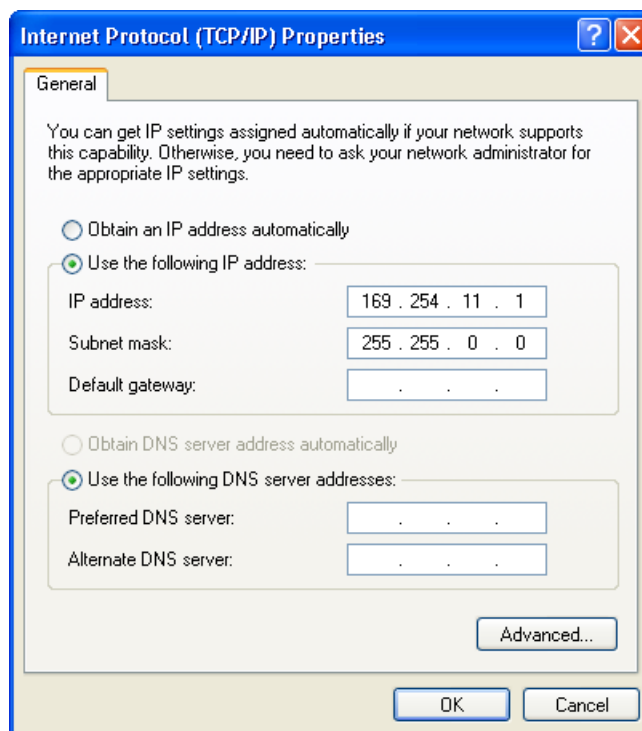 Internet Protocol (TCP/IP) Properties
General
You can get IP settings assigned automatically if your network supports
this capability. Otherwise, you need to ask your network administrator for
the appropriate IP settings.
Obtain an IP address automatically
Use the following IP address:
IP address: 169 . 254 . 11 . 1
Subnet mask: 255 . 255 . 0 . 0
Default gateway: . . .
Obtain DNS server address automatically
Use the following DNS server addresses:
Preferred DNS server: . . .
Alternate DNS server: . . .
Advanced...
OK Cancel